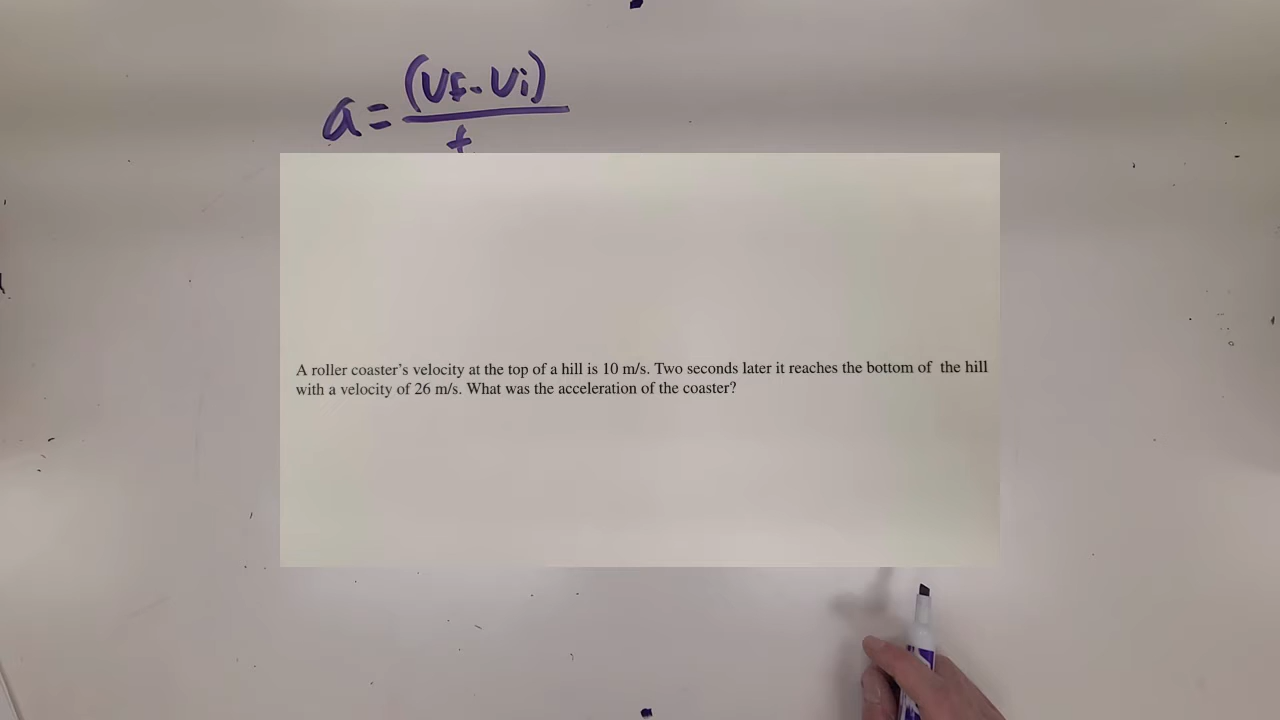 a = (vf - vi)
t
A roller coaster's velocity at the top of a hill is 10 m/s. Two seconds later it reaches the bottom of the hill
with a velocity of 26 m/s. What was the acceleration of the coaster?